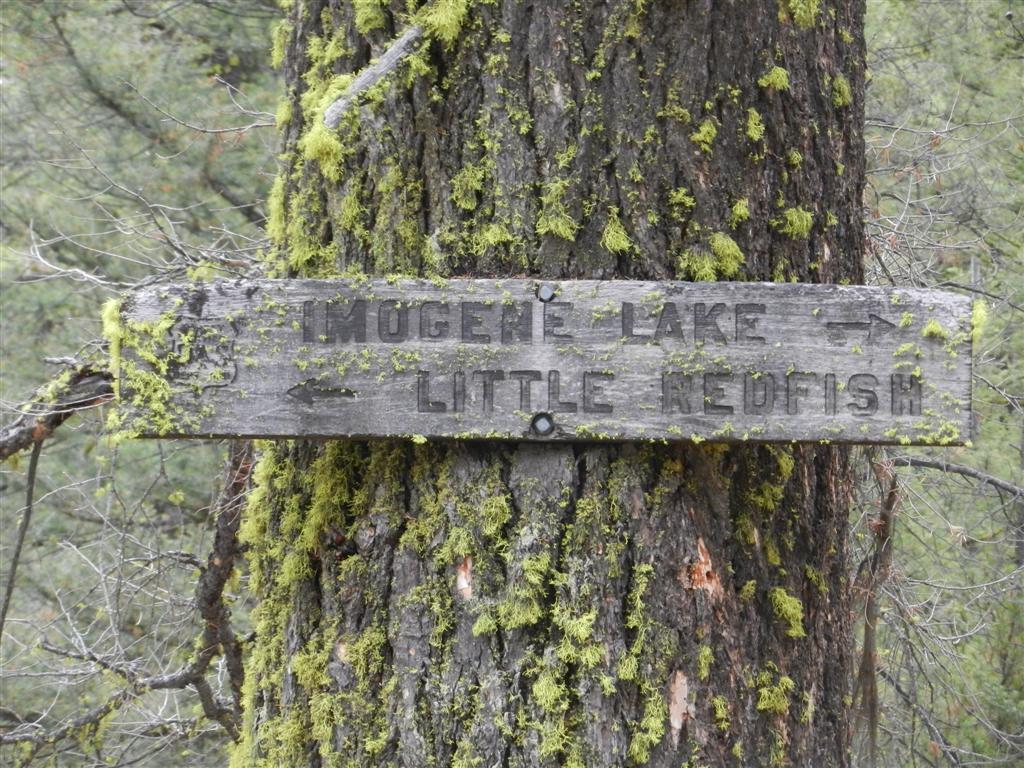 IMOGENE LAKE →
← LITTLE REDFISH